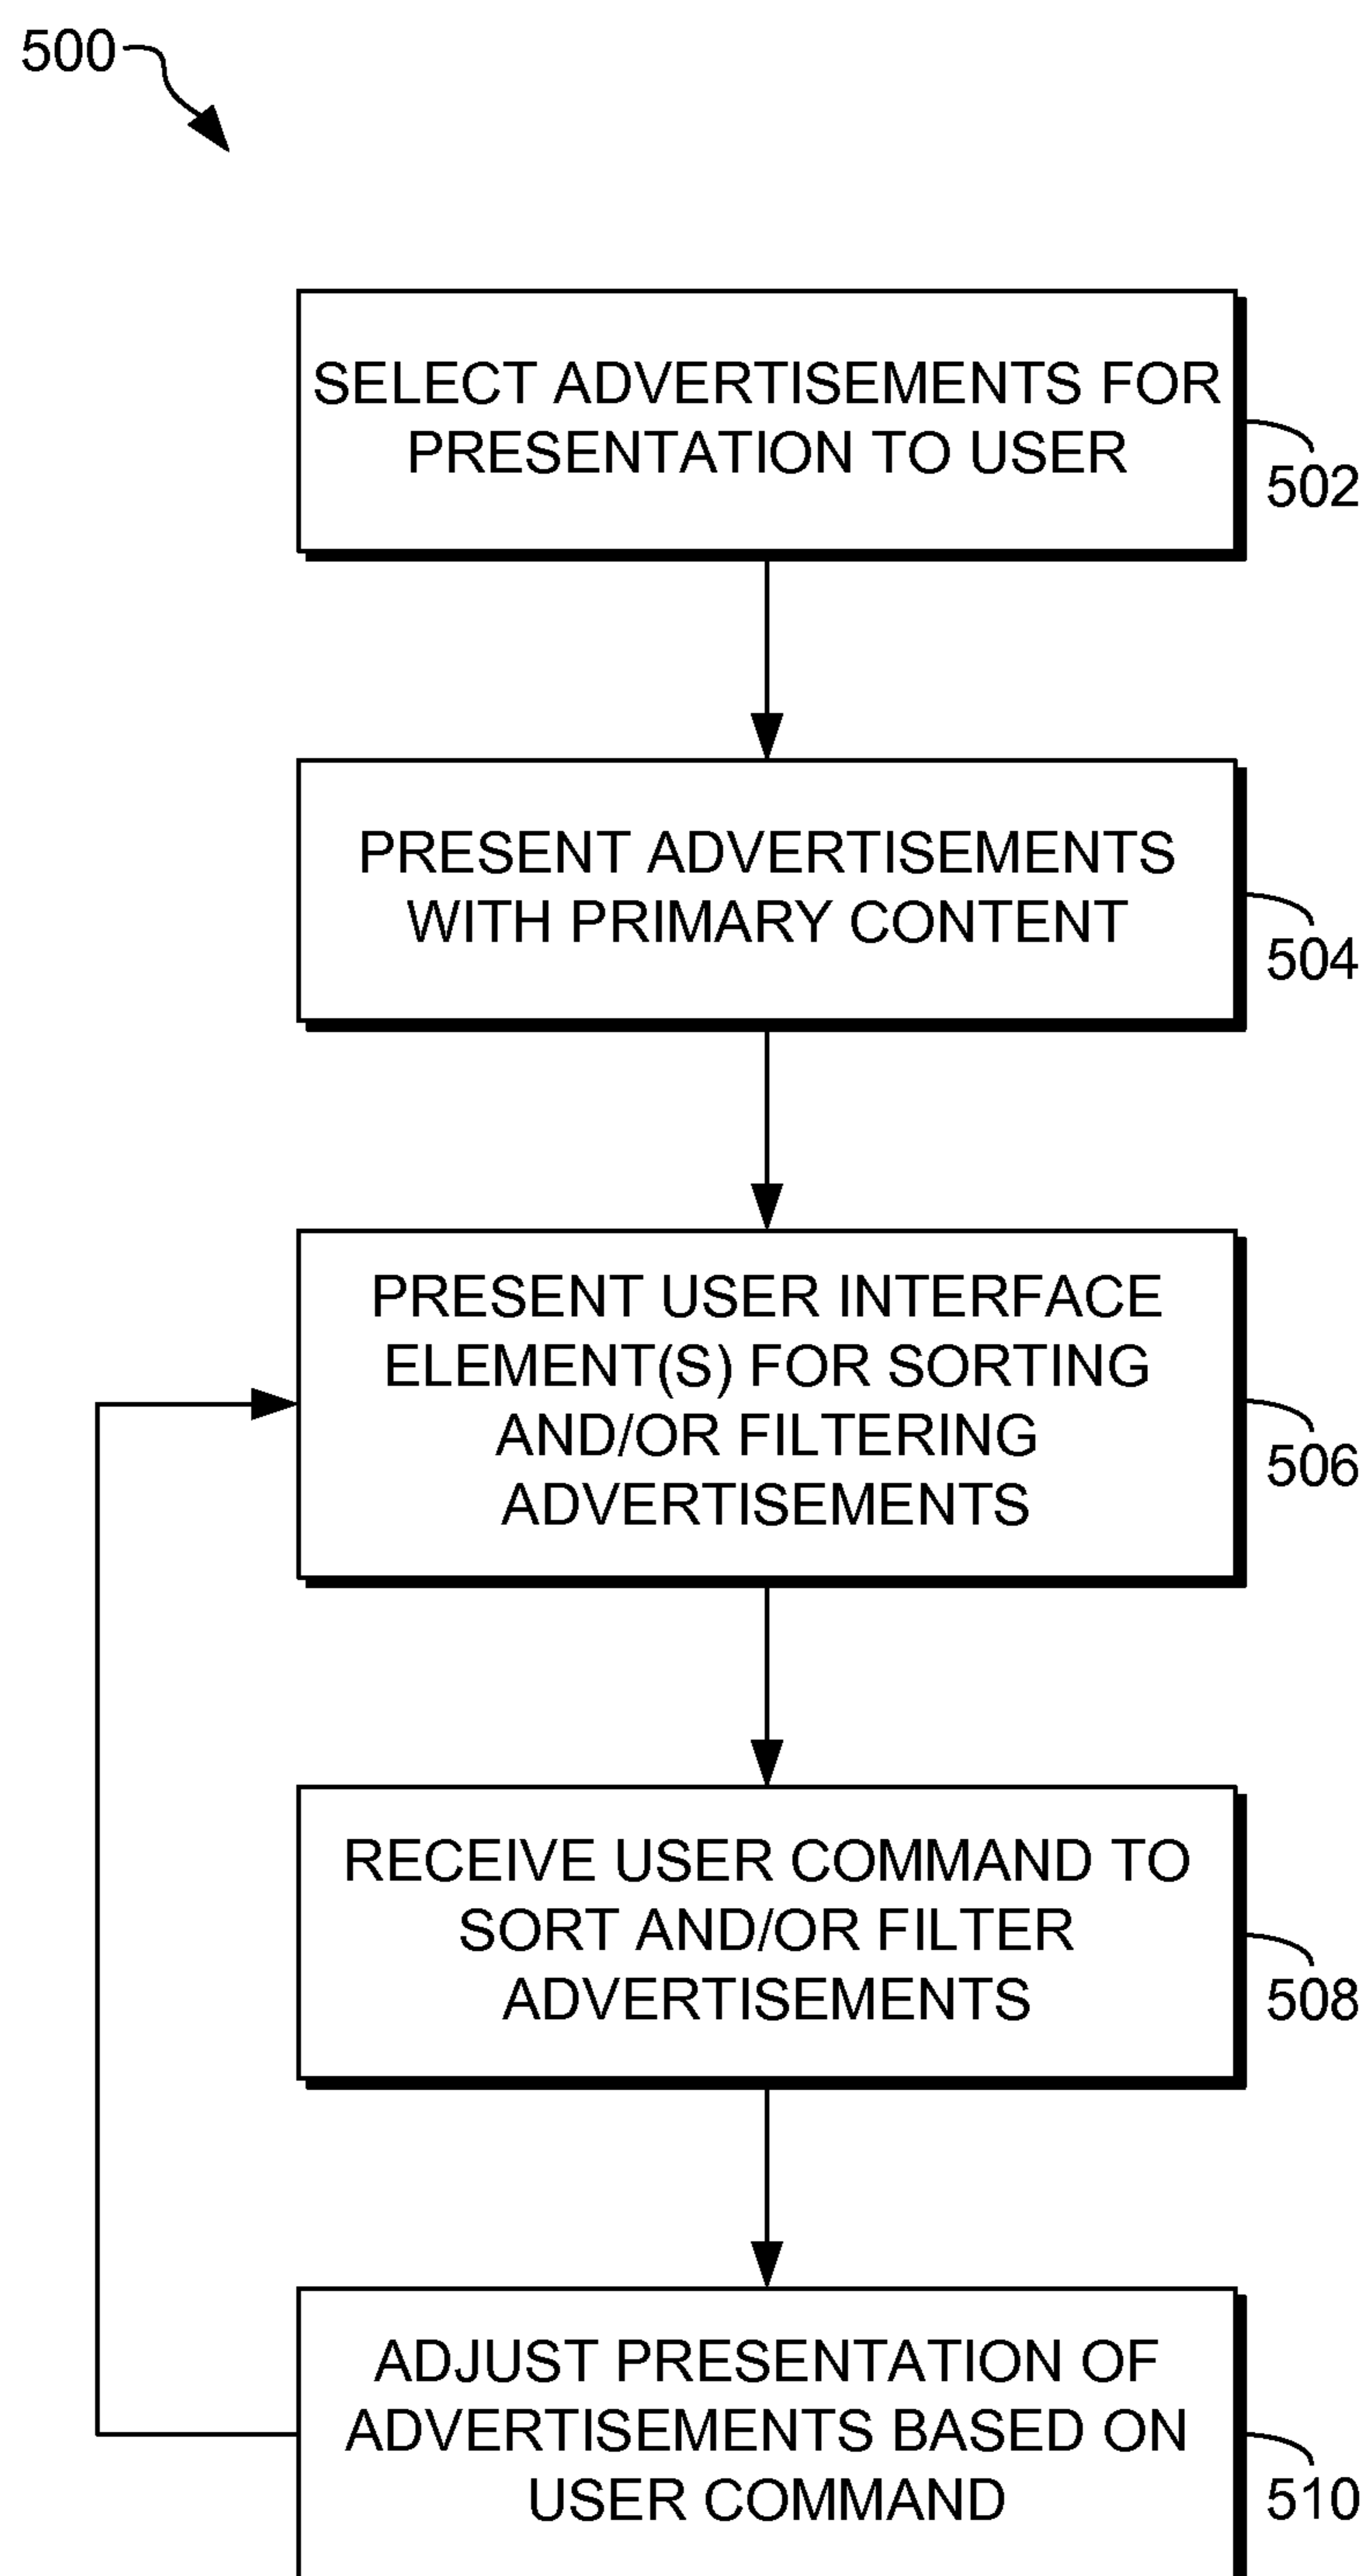 500
SELECT ADVERTISEMENTS FOR
PRESENTATION TO USER
502
PRESENT ADVERTISEMENTS
WITH PRIMARY CONTENT
504
PRESENT USER INTERFACE
ELEMENT(S) FOR SORTING
AND/OR FILTERING
ADVERTISEMENTS
506
RECEIVE USER COMMAND TO
SORT AND/OR FILTER
ADVERTISEMENTS
508
ADJUST PRESENTATION OF
ADVERTISEMENTS BASED ON
USER COMMAND
510